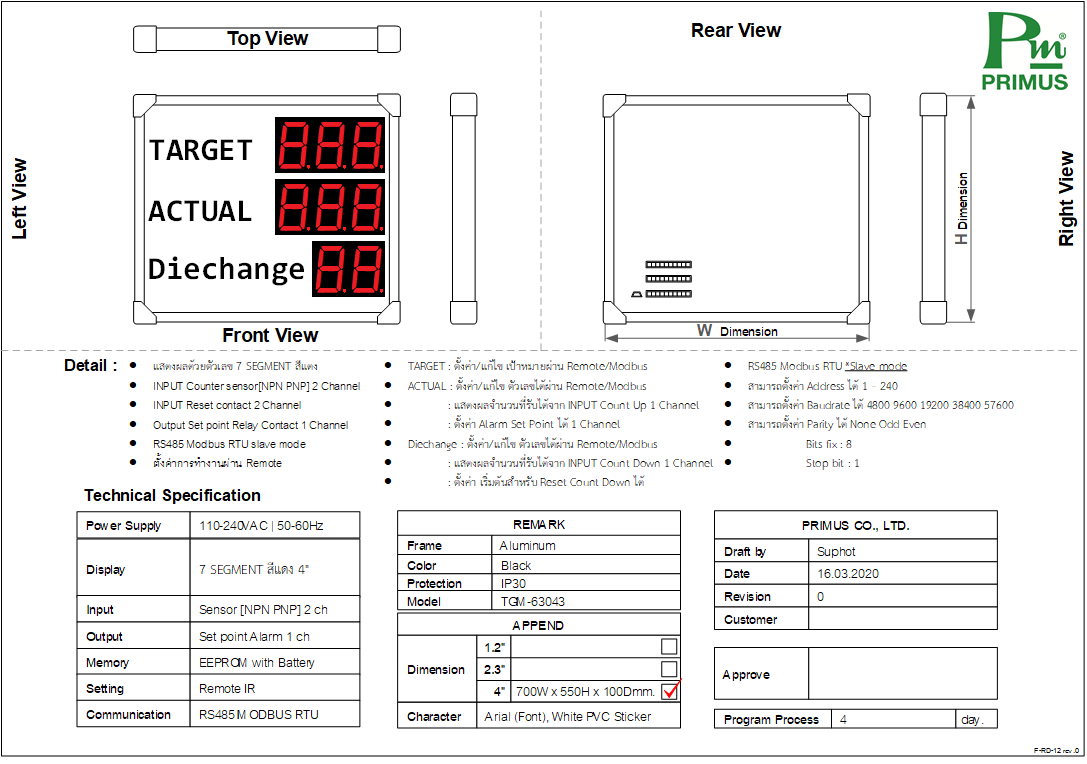 Top View
Rear View
Pm®
PRIMUS
Left View
TARGET 888
ACTUAL 888
Diechange 88
Front View
H Dimension
W Dimension
Right View
Detail :
• แสดงผลด้วยตัวเลข 7 SEGMENT สีแดง
• INPUT Counter sensor[NPN PNP] 2 Channel
• INPUT Reset contact 2 Channel
• Output Set point Relay Contact 1 Channel
• RS485 Modbus RTU slave mode
• ตั้งค่าการทำงานผ่าน Remote
• TARGET : ตั้งค่า/แก้ไข เป้าหมายผ่าน Remote/Modbus
• ACTUAL : ตั้งค่า/แก้ไข ตัวเลขได้ผ่าน Remote/Modbus
• : แสดงผลจำนวนที่รับได้จาก INPUT Count Up 1 Channel
• : ตั้งค่า Alarm Set Point ได้ 1 Channel
• Diechange : ตั้งค่า/แก้ไข ตัวเลขได้ผ่าน Remote/Modbus
• : แสดงผลจำนวนที่รับได้จาก INPUT Count Down 1 Channel
• : ตั้งค่า เริ่มต้นสำหรับ Reset Count Down ได้
• RS485 Modbus RTU *Slave mode
• สามารถตั้งค่า Address ได้ 1 - 240
• สามารถตั้งค่า Baudrate ได้ 4800 9600 19200 38400 57600
• สามารถตั้งค่า Parity ได้ None Odd Even
• Bits fix : 8
• Stop bit : 1
Technical Specification
Power Supply 110-240VAC | 50-60Hz
Display 7 SEGMENT สีแดง 4"
Input Sensor [NPN PNP] 2 ch
Output Set point Alarm 1 ch
Memory EEPROM with Battery
Setting Remote IR
Communication RS485 MODBUS RTU
REMARK
Frame Aluminum
Color Black
Protection IP30
Model TGM-63043
APPEND
Dimension
1.2"
2.3"
4" 700W x 550H x 100Dmm.
Character Arial (Font), White PVC Sticker
PRIMUS CO., LTD.
Draft by Suphot
Date 16.03.2020
Revision 0
Customer
Approve
Program Process 4 day.
F-RD-12 rev.0